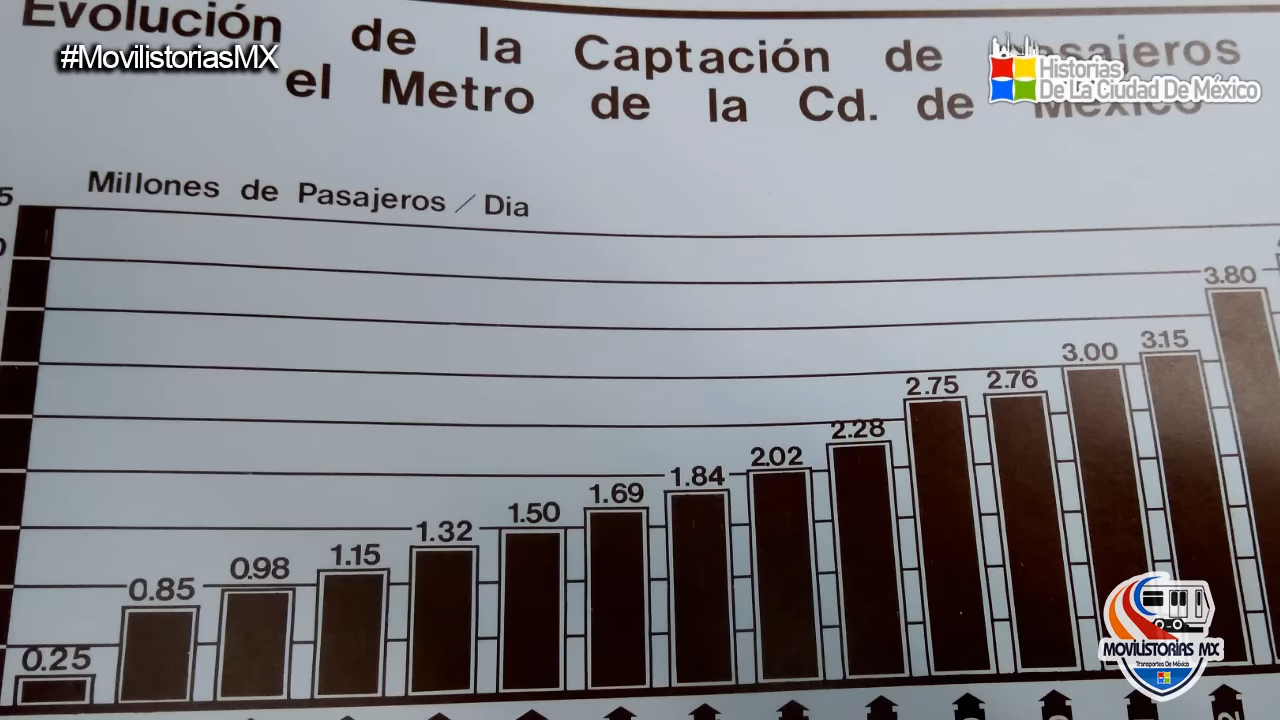 Evolución de la Captación de Pasajeros
el Metro de la Cd. de México
#MovilistoriasMX
Historias
De La Ciudad De México
Millones de Pasajeros / Dia
5
0.25
0.85
0.98
1.15
1.32
1.50
1.69
1.84
2.02
2.28
2.75
2.76
3.00
3.15
3.80
MOVILISTORIAS MX
Transportes De México